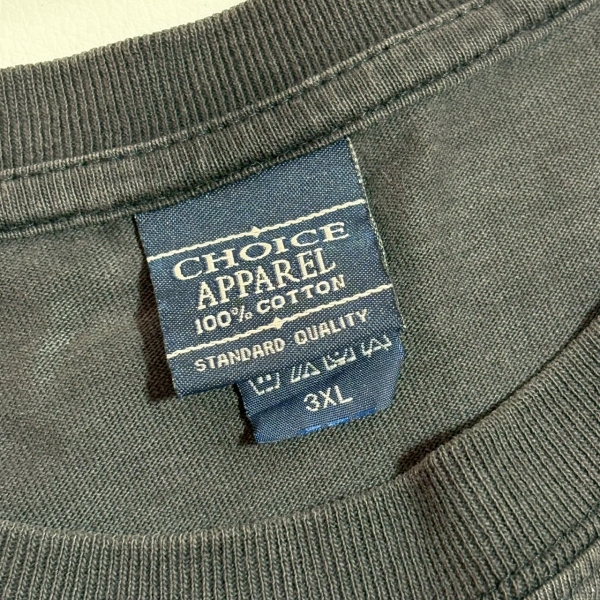 CHOICE
APPAREL
100% COTTON
STANDARD QUALITY
3XL